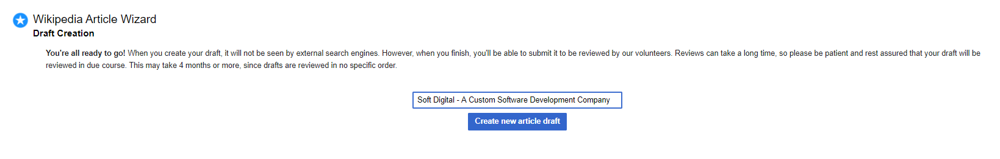 Wikipedia Article Wizard
Draft Creation
You're all ready to go! When you create your draft, it will not be seen by external search engines. However, when you finish, you'll be able to submit it to be reviewed by our volunteers. Reviews can take a long time, so please be patient and rest assured that your draft will be
reviewed in due course. This may take 4 months or more, since drafts are reviewed in no specific order.
Soft Digital - A Custom Software Development Company
Create new article draft